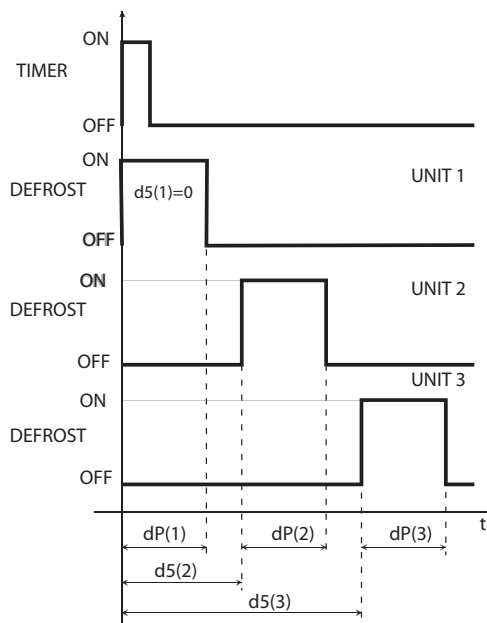 ON
TIMER
OFF
ON
UNIT 1
DEFROST
d5(1)=0
OFF
ON
UNIT 2
DEFROST
OFF
UNIT 3
ON
DEFROST
OFF
t
dP(1) dP(2) dP(3)
d5(2)
d5(3)